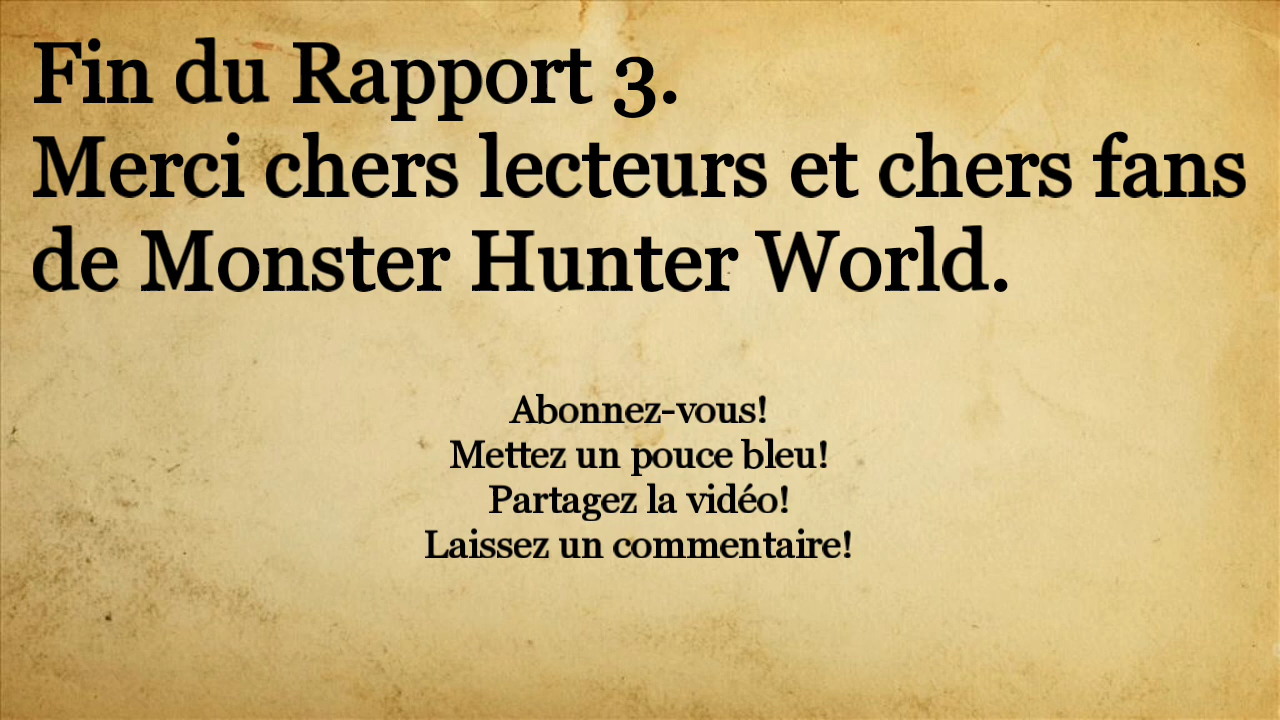 Fin du Rapport 3.
Merci chers lecteurs et chers fans
de Monster Hunter World.
Abonnez-vous!
Mettez un pouce bleu!
Partagez la vidéo!
Laissez un commentaire!